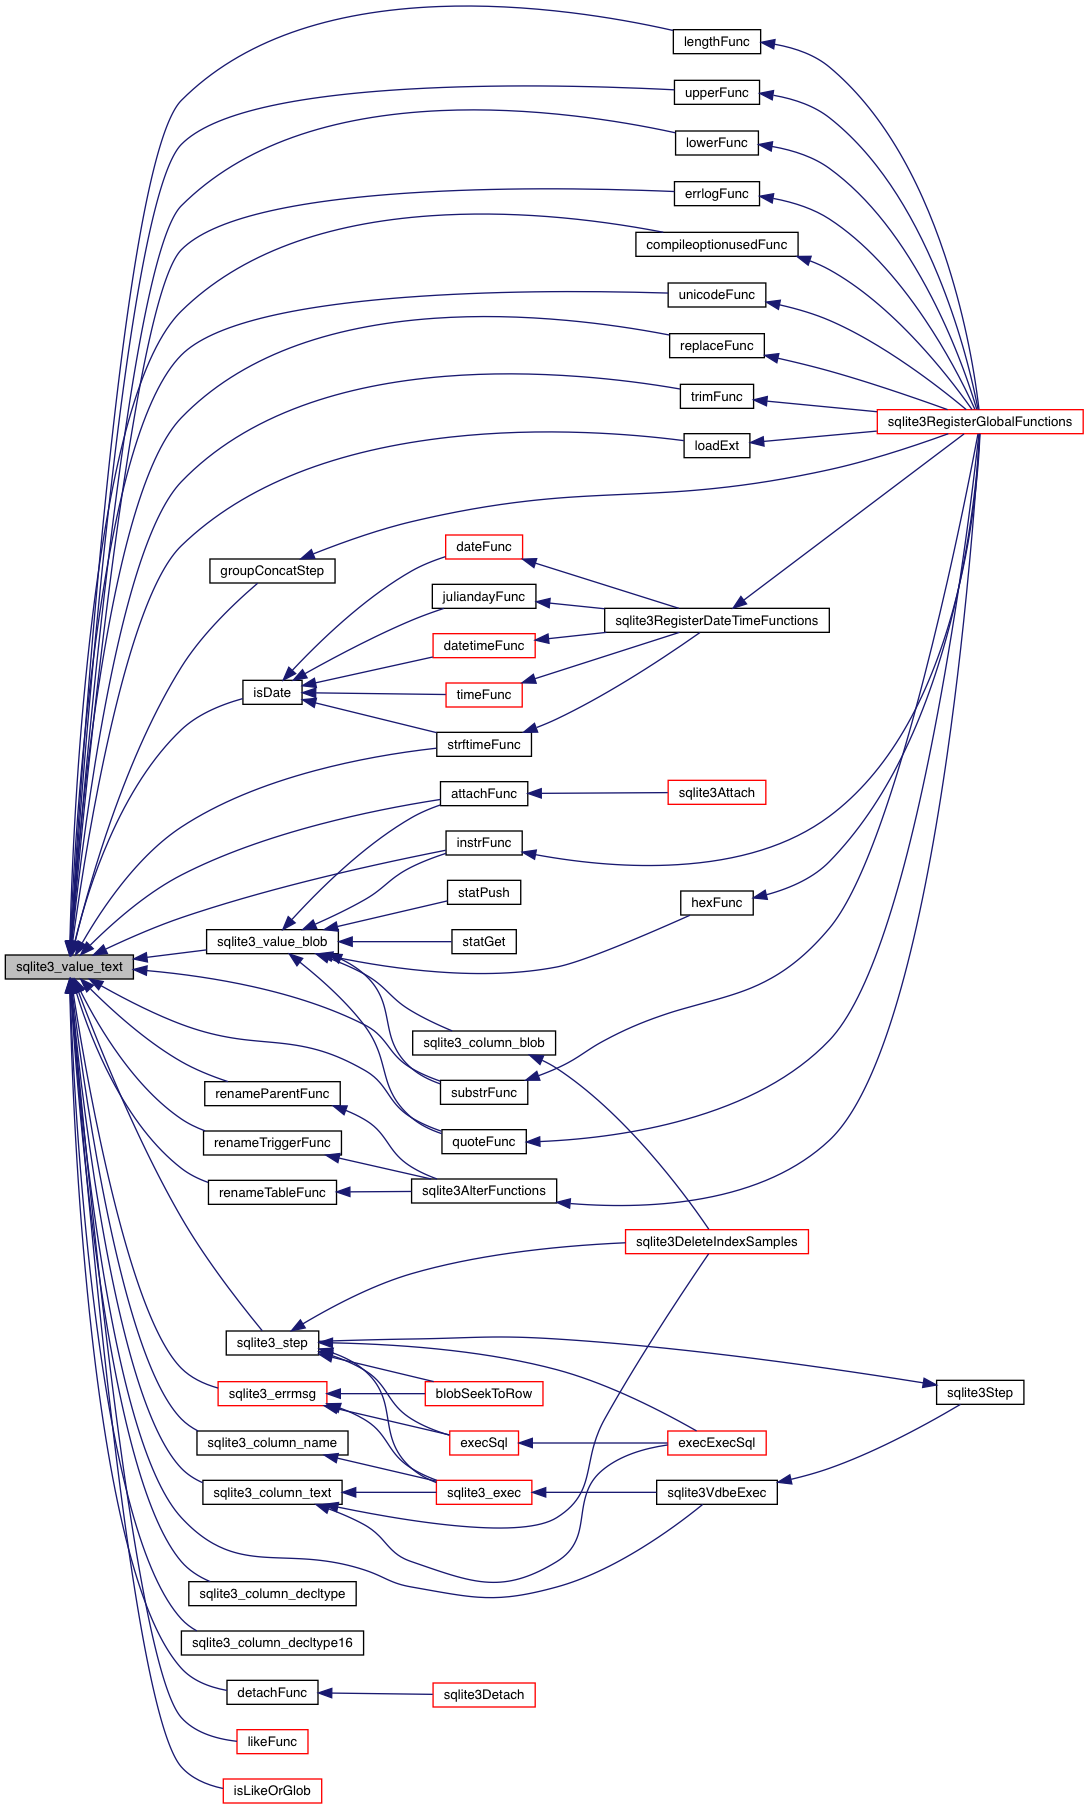 lengthFunc
upperFunc
lowerFunc
errlogFunc
compileoptionusedFunc
unicodeFunc
replaceFunc
trimFunc
sqlite3RegisterGlobalFunctions
loadExt
dateFunc
groupConcatStep
juliandayFunc
sqlite3RegisterDateTimeFunctions
datetimeFunc
isDate
timeFunc
strftimeFunc
attachFunc
sqlite3Attach
instrFunc
statPush
hexFunc
sqlite3_value_blob
statGet
sqlite3_value_text
sqlite3_column_blob
renameParentFunc
substrFunc
renameTriggerFunc
quoteFunc
renameTableFunc
sqlite3AlterFunctions
sqlite3DeleteIndexSamples
sqlite3_step
sqlite3_errmsg
blobSeekToRow
sqlite3Step
sqlite3_column_name
execSql
execExecSql
sqlite3_column_text
sqlite3_exec
sqlite3VdbeExec
sqlite3_column_decltype
sqlite3_column_decltype16
detachFunc
sqlite3Detach
likeFunc
isLikeOrGlob